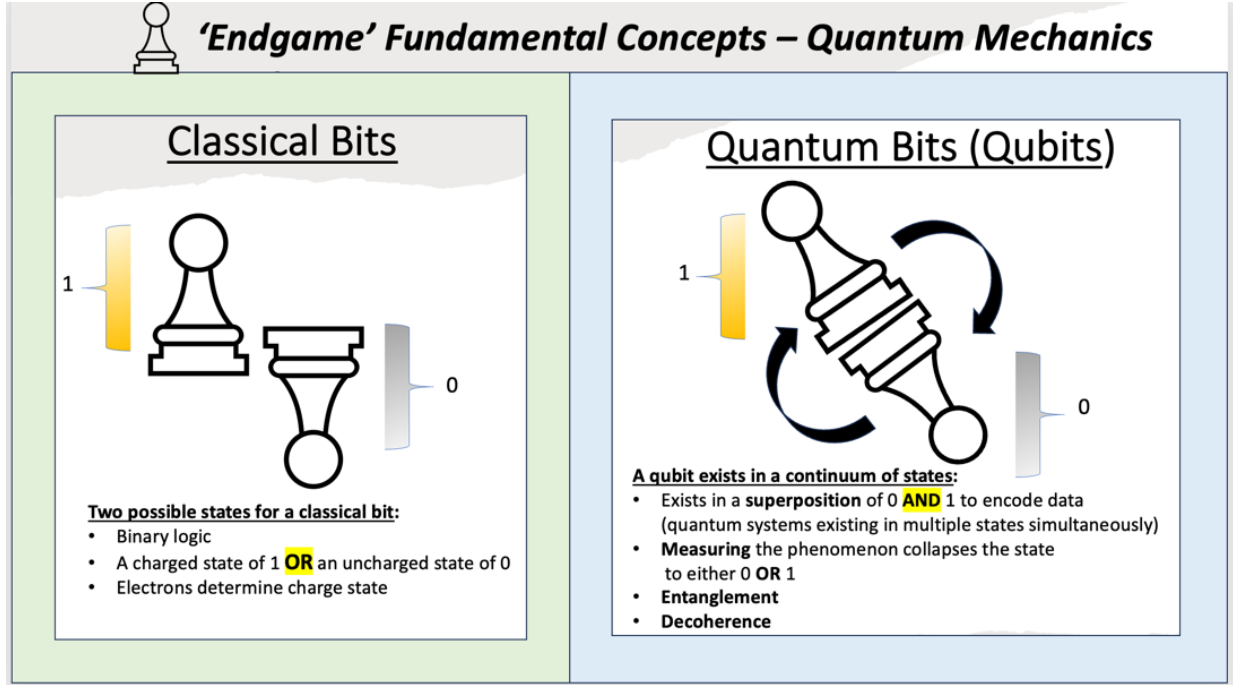 ‘Endgame’ Fundamental Concepts – Quantum Mechanics
Classical Bits
1
0
Two possible states for a classical bit:
• Binary logic
• A charged state of 1 OR an uncharged state of 0
• Electrons determine charge state
Quantum Bits (Qubits)
1
0
A qubit exists in a continuum of states:
• Exists in a superposition of 0 AND 1 to encode data
(quantum systems existing in multiple states simultaneously)
• Measuring the phenomenon collapses the state
to either 0 OR 1
• Entanglement
• Decoherence